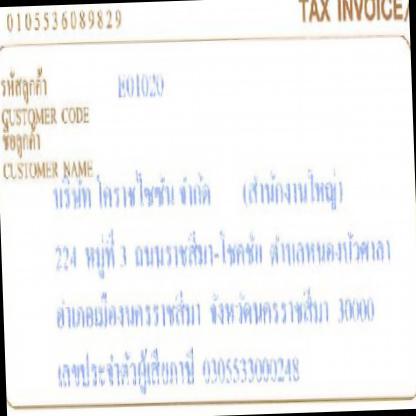 0105536089829
TAX INVOICE/
รหัสลูกค้า E01020
CUSTOMER CODE
ชื่อลูกค้า
CUSTOMER NAME
บริษัท โคราชไซซัน จำกัด (สำนักงานใหญ่)
224 หมู่ที่ 3 ถนนราชสีมา-โชคชัย ตำบลหนองบัวศาลา
อำเภอเมืองนครราชสีมา จังหวัดนครราชสีมา 30000
เลขประจำตัวผู้เสียภาษี 0305533000248